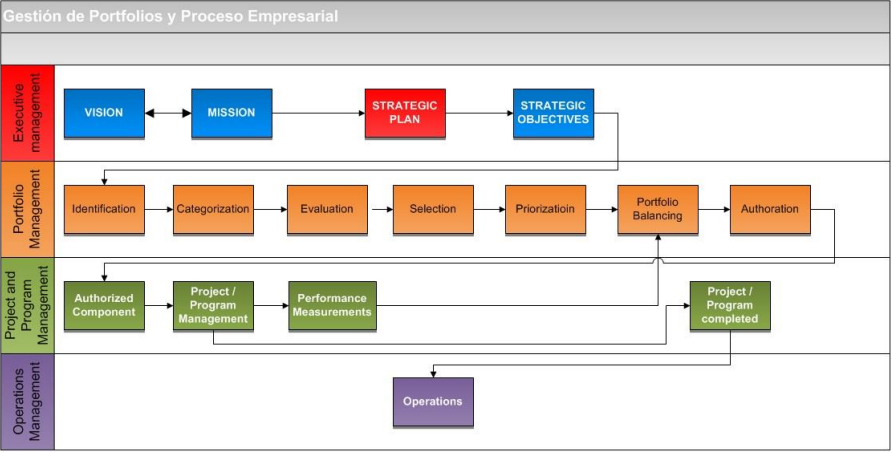 Gestión de Portfolios y Proceso Empresarial
Executive
management
VISION
MISSION
STRATEGIC
PLAN
STRATEGIC
OBJECTIVES
Portfolio
Management
Identification
Categorization
Evaluation
Selection
Priorizatioin
Portfolio
Balancing
Authoration
Project and
Program
Management
Authorized
Component
Project /
Program
Management
Performance
Measurements
Project /
Program
completed
Operations
Management
Operations